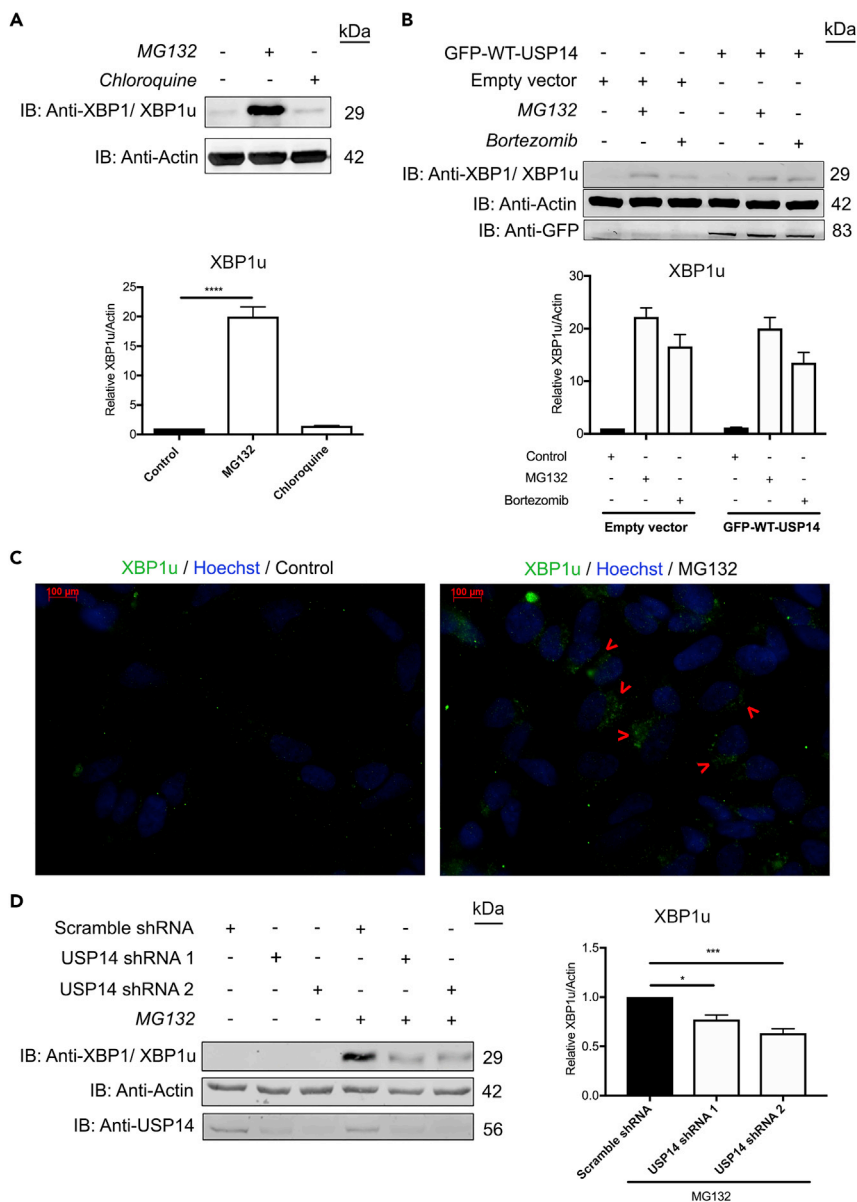 A
kDa
MG132 - + -
Chloroquine - - +
IB: Anti-XBP1/ XBP1u 29
IB: Anti-Actin 42
XBP1u
Relative XBP1u/Actin
25
20
15
10
5
0
****
Control
MG132
Chloroquine
B
kDa
GFP-WT-USP14 - - - + + +
Empty vector + + + - - -
MG132 - + - - + -
Bortezomib - - + - - +
IB: Anti-XBP1/ XBP1u 29
IB: Anti-Actin 42
IB: Anti-GFP 83
XBP1u
Relative XBP1u/Actin
30
20
10
0
Control + - - + - -
MG132 - + - - + -
Bortezomib - - + - - +
Empty vector GFP-WT-USP14
C
XBP1u / Hoechst / Control
100 µm
XBP1u / Hoechst / MG132
100 µm
D
kDa
Scramble shRNA + - - + - -
USP14 shRNA 1 - + - - + -
USP14 shRNA 2 - - + - - +
MG132 - - - + + +
IB: Anti-XBP1/ XBP1u 29
IB: Anti-Actin 42
IB: Anti-USP14 56
XBP1u
Relative XBP1u/Actin
1.5
1.0
0.5
0.0
***
*
Scramble shRNA
USP14 shRNA 1
USP14 shRNA 2
MG132